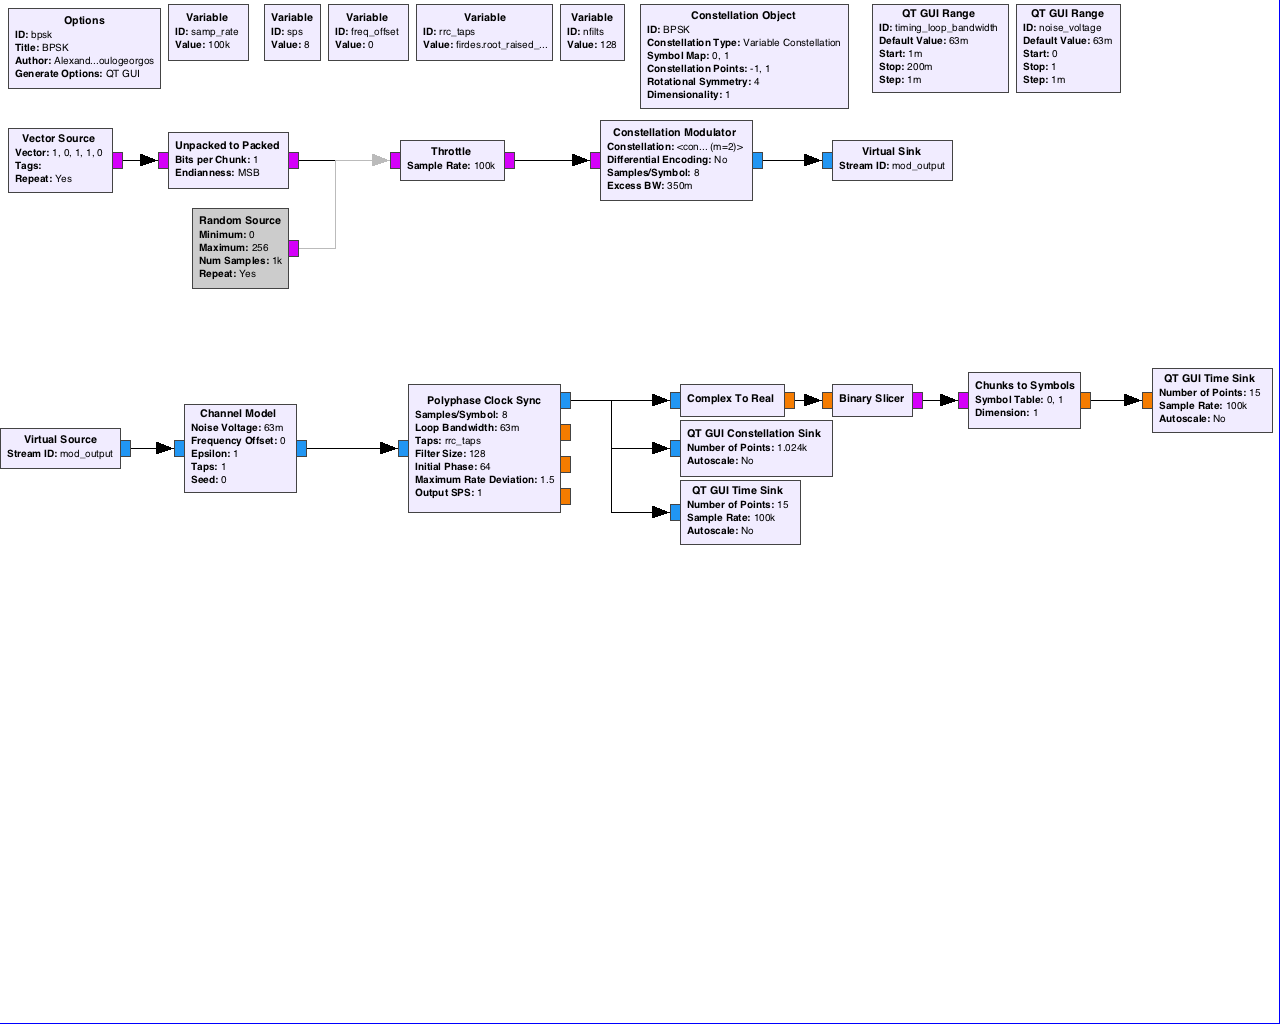 Options
ID: bpsk
Title: BPSK
Author: Alexand...oulogeorgos
Generate Options: QT GUI
Variable
ID: samp_rate
Value: 100k
Variable
ID: sps
Value: 8
Variable
ID: freq_offset
Value: 0
Variable
ID: rrc_taps
Value: firdes.root_raised_...
Variable
ID: nfilts
Value: 128
Constellation Object
ID: BPSK
Constellation Type: Variable Constellation
Symbol Map: 0, 1
Constellation Points: -1, 1
Rotational Symmetry: 4
Dimensionality: 1
QT GUI Range
ID: timing_loop_bandwidth
Default Value: 63m
Start: 1m
Stop: 200m
Step: 1m
QT GUI Range
ID: noise_voltage
Default Value: 63m
Start: 0
Stop: 1
Step: 1m
Vector Source
Vector: 1, 0, 1, 1, 0
Tags:
Repeat: Yes
Unpacked to Packed
Bits per Chunk: 1
Endianness: MSB
Throttle
Sample Rate: 100k
Constellation Modulator
Constellation: <con... (m=2)>
Differential Encoding: No
Samples/Symbol: 8
Excess BW: 350m
Virtual Sink
Stream ID: mod_output
Random Source
Minimum: 0
Maximum: 256
Num Samples: 1k
Repeat: Yes
Virtual Source
Stream ID: mod_output
Channel Model
Noise Voltage: 63m
Frequency Offset: 0
Epsilon: 1
Taps: 1
Seed: 0
Polyphase Clock Sync
Samples/Symbol: 8
Loop Bandwidth: 63m
Taps: rrc_taps
Filter Size: 128
Initial Phase: 64
Maximum Rate Deviation: 1.5
Output SPS: 1
Complex To Real
Binary Slicer
Chunks to Symbols
Symbol Table: 0, 1
Dimension: 1
QT GUI Time Sink
Number of Points: 15
Sample Rate: 100k
Autoscale: No
QT GUI Constellation Sink
Number of Points: 1.024k
Autoscale: No
QT GUI Time Sink
Number of Points: 15
Sample Rate: 100k
Autoscale: No